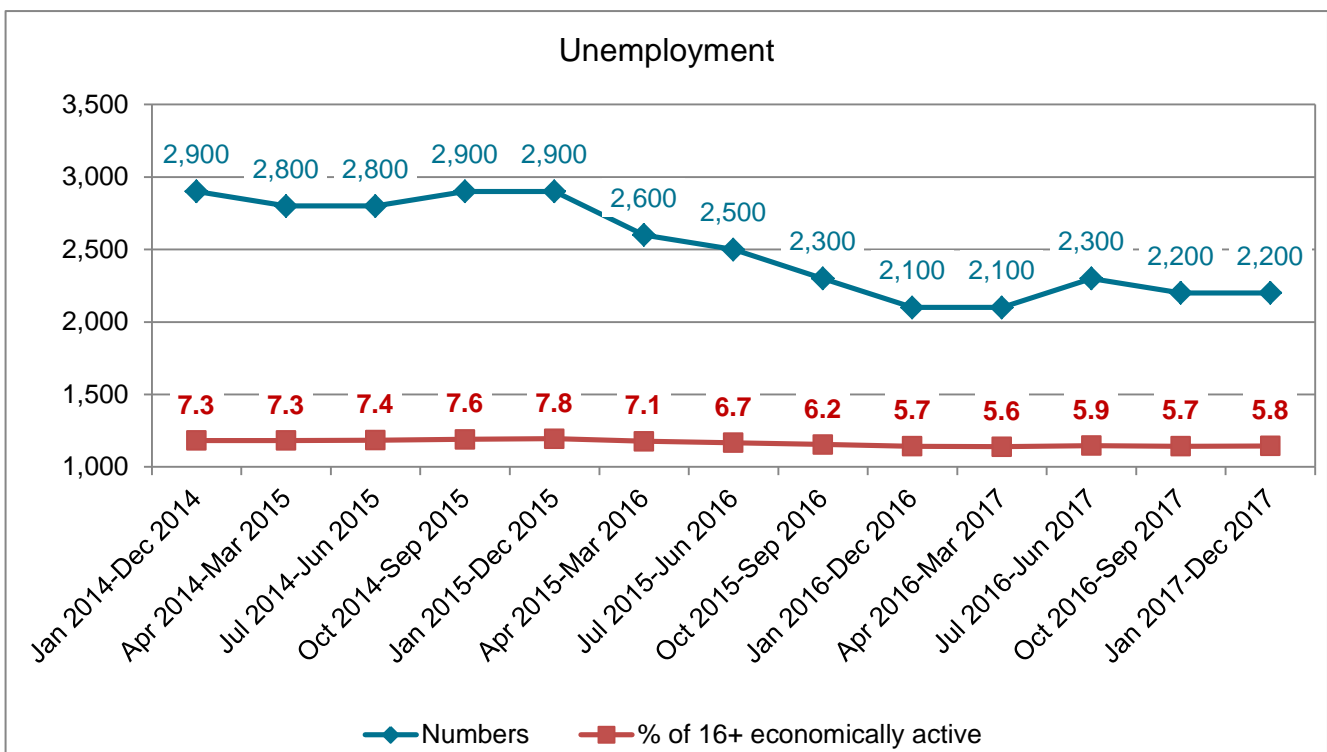 Unemployment
3,500
3,000
2,500
2,000
1,500
1,000
2,900 2,800 2,800 2,900 2,900 2,600 2,500 2,300 2,100 2,100 2,300 2,200 2,200
7.3 7.3 7.4 7.6 7.8 7.1 6.7 6.2 5.7 5.6 5.9 5.7 5.8
Jan 2014-Dec 2014
Apr 2014-Mar 2015
Jul 2014-Jun 2015
Oct 2014-Sep 2015
Jan 2015-Dec 2015
Apr 2015-Mar 2016
Jul 2015-Jun 2016
Oct 2015-Sep 2016
Jan 2016-Dec 2016
Apr 2016-Mar 2017
Jul 2016-Jun 2017
Oct 2016-Sep 2017
Jan 2017-Dec 2017
Numbers % of 16+ economically active